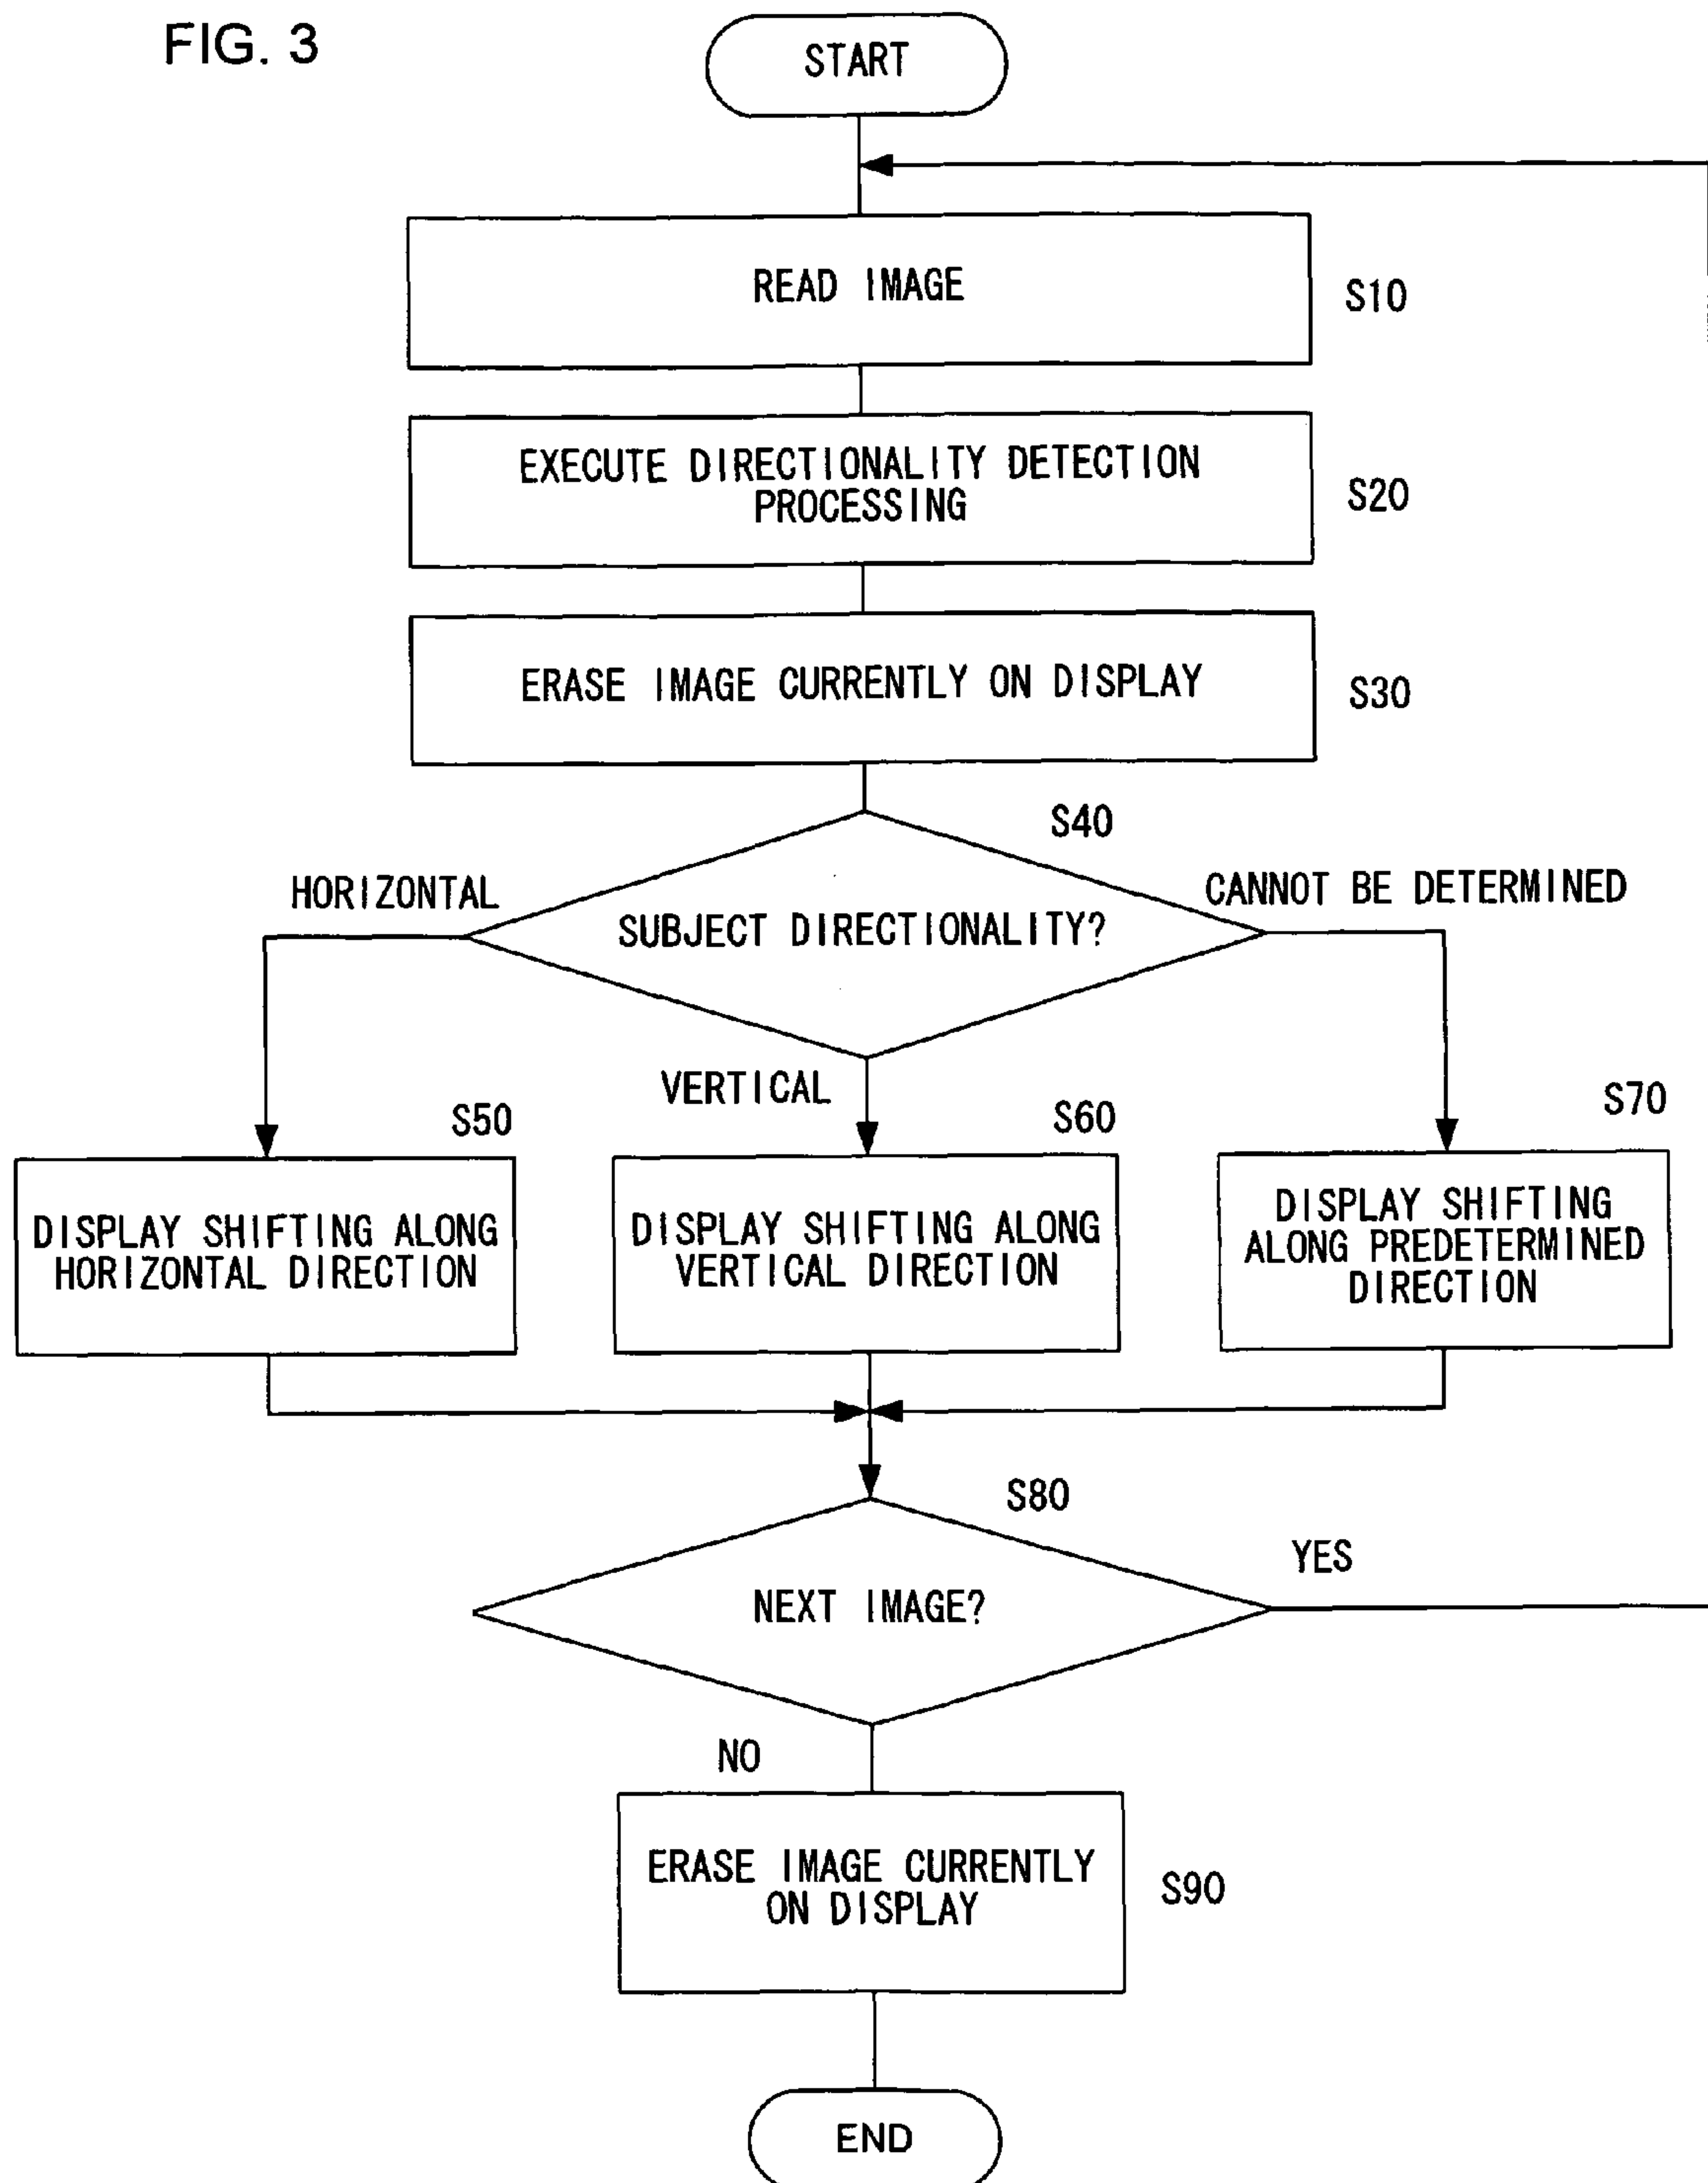 FIG. 3
START
READ IMAGE
S10
EXECUTE DIRECTIONALITY DETECTION
PROCESSING
S20
ERASE IMAGE CURRENTLY ON DISPLAY
S30
S40
HORIZONTAL
CANNOT BE DETERMINED
SUBJECT DIRECTIONALITY?
VERTICAL
S50
S60
S70
DISPLAY SHIFTING ALONG
HORIZONTAL DIRECTION
DISPLAY SHIFTING ALONG
VERTICAL DIRECTION
DISPLAY SHIFTING
ALONG PREDETERMINED
DIRECTION
S80
YES
NEXT IMAGE?
NO
ERASE IMAGE CURRENTLY
ON DISPLAY
S90
END